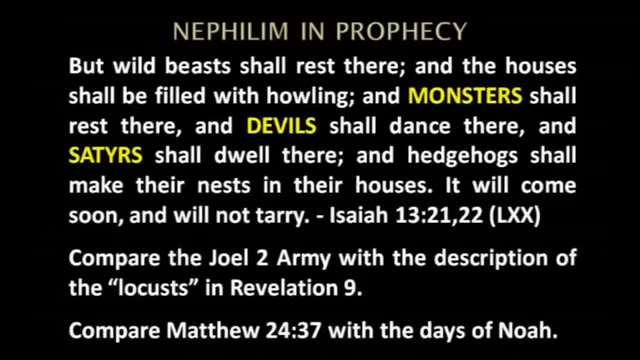 NEPHILIM IN PROPHECY
But wild beasts shall rest there; and the houses
shall be filled with howling; and MONSTERS shall
rest there, and DEVILS shall dance there, and
SATYRS shall dwell there; and hedgehogs shall
make their nests in their houses. It will come
soon, and will not tarry. - Isaiah 13:21,22 (LXX)
Compare the Joel 2 Army with the description of
the “locusts” in Revelation 9.
Compare Matthew 24:37 with the days of Noah.